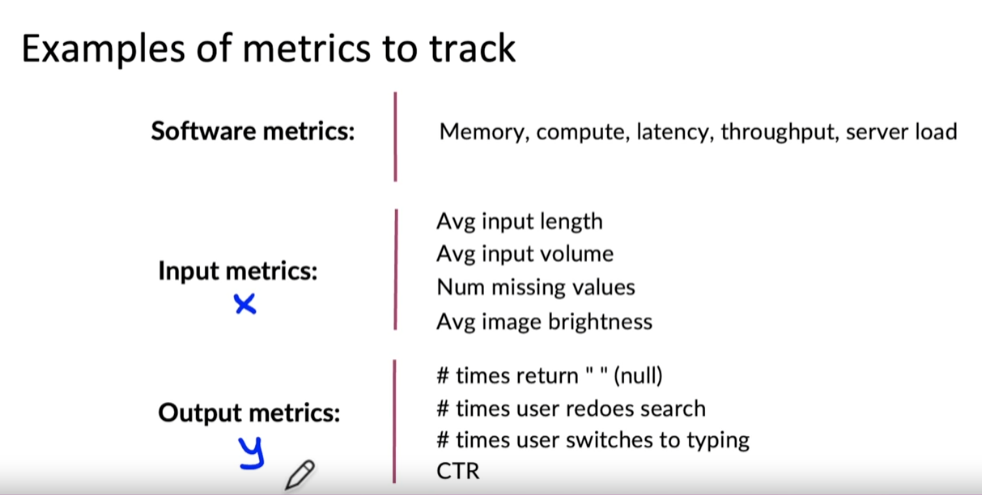 Examples of metrics to track
Software metrics:
Memory, compute, latency, throughput, server load
Input metrics:
x
Avg input length
Avg input volume
Num missing values
Avg image brightness
Output metrics:
y
# times return " " (null)
# times user redoes search
# times user switches to typing
CTR